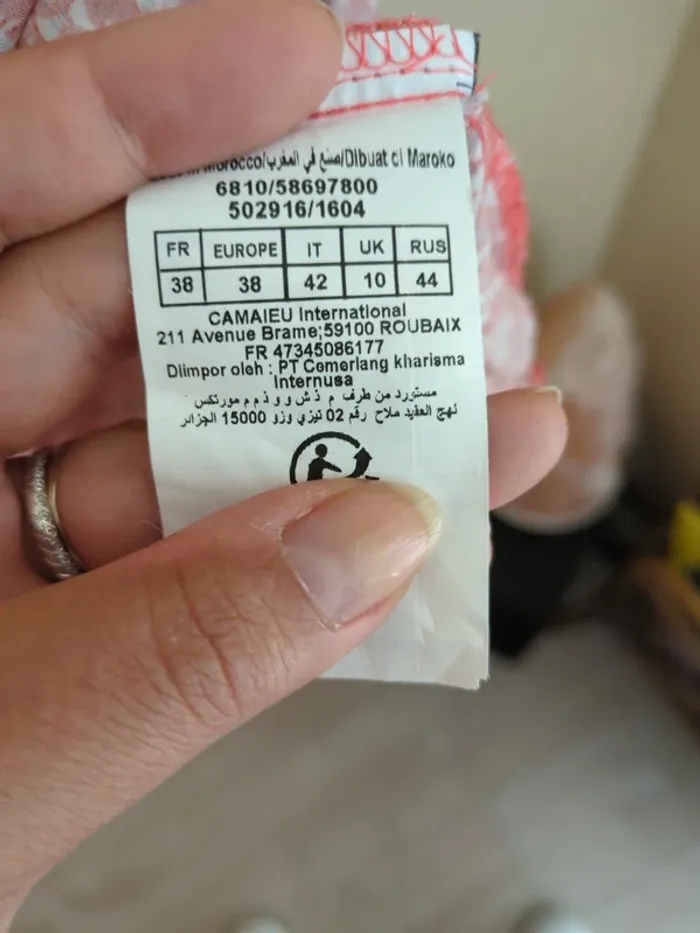 Morocco/صنع في المغرب/Dibuat di Maroko
6810/58697800
502916/1604
FR EUROPE IT UK RUS
38 38 42 10 44
CAMAIEU International
211 Avenue Brame;59100 ROUBAIX
FR 47345086177
Diimpor oleh : PT Comerlang kharisma
Internusa
مستورد من طرف م ذ ش و و ذ م م مورتكس
نهج العقيد ملاح رقم 02 تيزي وزو 15000 الجزائر